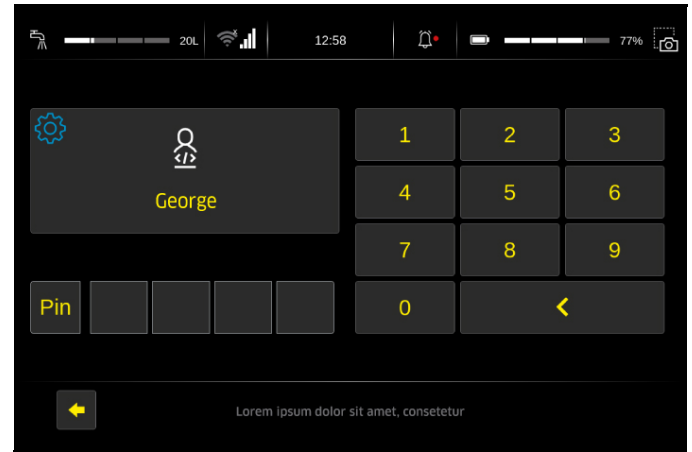 20L 12:58 77%
</>
George
1 2 3
4 5 6
7 8 9
Pin 0
Lorem ipsum dolor sit amet, consetetur